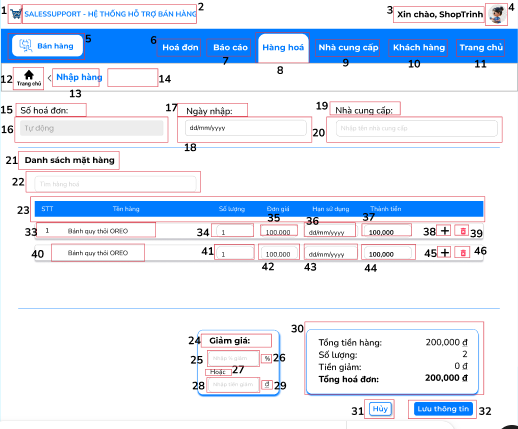 1 SALESSUPPORT - HỆ THỐNG HỖ TRỢ BÁN HÀNG 2 3 Xin chào, ShopTrinh 4
Bán hàng 5 6 Hoá đơn Báo cáo Hàng hoá Nhà cung cấp Khách hàng Trang chủ
7 8 9 10 11
12 Trang chủ Nhập hàng 14
13
15 Số hoá đơn: 17 Ngày nhập: 19 Nhà cung cấp:
16 Tự động dd/mm/yyyy 20 Nhập tên nhà cung cấp
18
21 Danh sách mặt hàng
22 Tìm hàng hoá
23 STT Tên hàng Số lượng Đơn giá Hạn sử dụng Thành tiền
35 36 37
33 1 Bánh quy thỏi OREO 34 1 100,000 dd/mm/yyyy 100,000 38 + 39
40 Bánh quy thỏi OREO 41 1 100,000 dd/mm/yyyy 100,000 45 + 46
42 43 44
24 Giảm giá:
25 Nhập % giảm % 26
Hoặc 27
28 Nhập tiền giảm đ 29
30 Tổng tiền hàng: 200,000 đ
Số lượng: 2
Tiền giảm: 0 đ
Tổng hoá đơn: 200,000 đ
31 Hủy Lưu thông tin 32